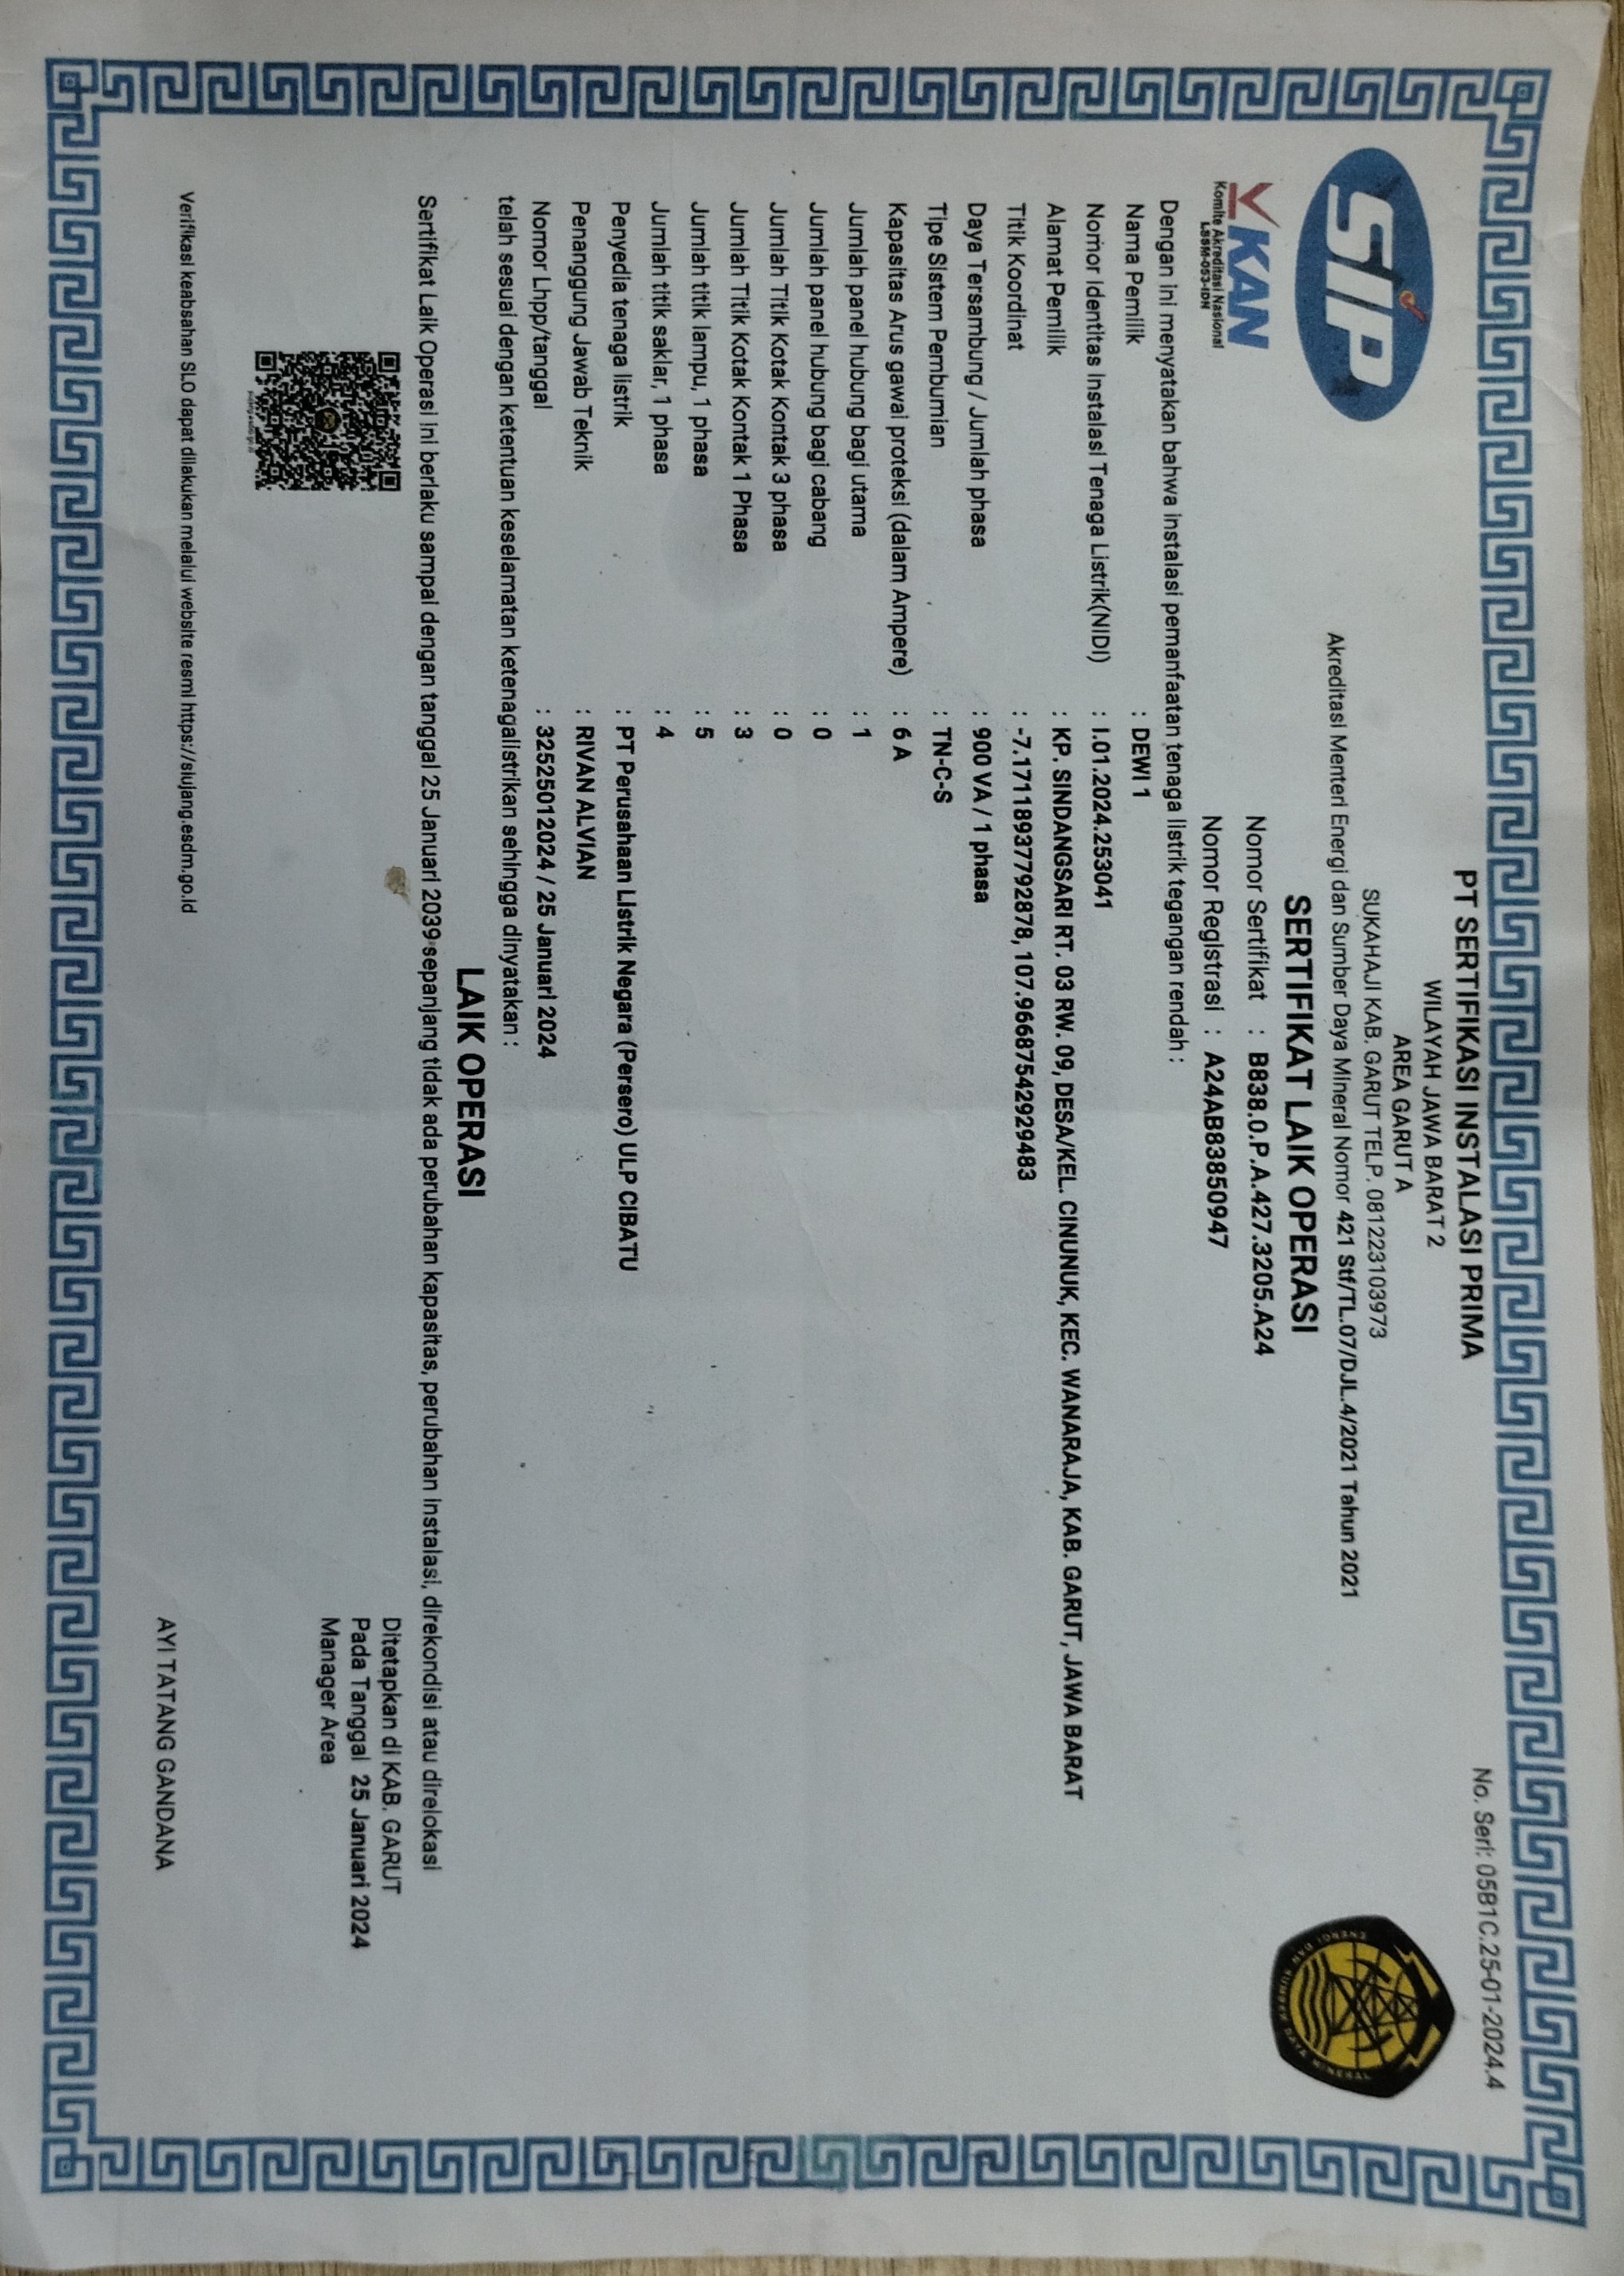 No. Seri: 05B1C.25-01-2024.4
SIP
PT SERTIFIKASI INSTALASI PRIMA
WILAYAH JAWA BARAT 2
AREA GARUT A
SUKAHAJI KAB. GARUT TELP. 081223103973
Akreditasi Menteri Energi dan Sumber Daya Mineral Nomor 421 Stf/TL.07/DJL.4/2021 Tahun 2021
KAN
Komite Akreditasi Nasional
LSSM-053-IDN
SERTIFIKAT LAIK OPERASI
Nomor Sertifikat : B838.0.P.A.427.3205.A24
Nomor Registrasi : A24AB83850947
ENERGI DAN SUMBER DAYA MINERAL
Dengan ini menyatakan bahwa instalasi pemanfaatan tenaga listrik tegangan rendah :
Nama Pemilik : DEWI 1
Nomor Identitas Instalasi Tenaga Listrik(NIDI) : I.01.2024.253041
Alamat Pemilik : KP. SINDANGSARI RT. 03 RW. 09, DESA/KEL. CINUNUK, KEC. WANARAJA, KAB. GARUT, JAWA BARAT
Titik Koordinat : -7.171189377792878, 107.96687542929483
Daya Tersambung / Jumlah phasa : 900 VA / 1 phasa
Tipe Sistem Pembumian : TN-C-S
Kapasitas Arus gawai proteksi (dalam Ampere) : 6 A
Jumlah panel hubung bagi utama : 1
Jumlah panel hubung bagi cabang : 0
Jumlah Titik Kotak Kontak 3 phasa : 0
Jumlah Titik Kotak Kontak 1 Phasa : 3
Jumlah titik lampu, 1 phasa : 5
Jumlah titik saklar, 1 phasa : 4
Penyedia tenaga listrik : PT Perusahaan Listrik Negara (Persero) ULP CIBATU
Penanggung Jawab Teknik : RIVAN ALVIAN
Nomor Lhpp/tanggal : 32525012024 / 25 Januari 2024
telah sesuai dengan ketentuan keselamatan ketenagalistrikan sehingga dinyatakan :
LAIK OPERASI
Sertifikat Laik Operasi ini berlaku sampai dengan tanggal 25 Januari 2039 sepanjang tidak ada perubahan kapasitas, perubahan instalasi, direkondisi atau direlokasi
Ditetapkan di KAB. GARUT
Pada Tanggal 25 Januari 2024
Manager Area
AYI TATANG GANDANA
Verifikasi keabsahan SLO dapat dilakukan melalui website resmi https://siujang.esdm.go.id